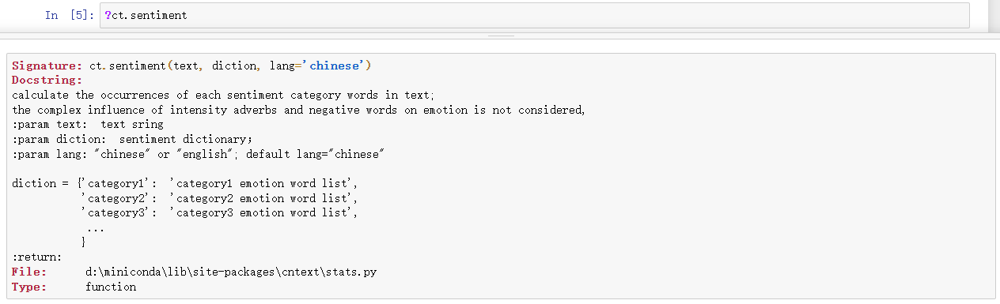 In [5]: ?ct.sentiment
Signature: ct.sentiment(text, diction, lang='chinese')
Docstring:
calculate the occurrences of each sentiment category words in text;
the complex influence of intensity adverbs and negative words on emotion is not considered,
:param text:  text sring
:param diction:  sentiment dictionary；
:param lang: "chinese" or "english"; default lang="chinese"
diction = {'category1':  'category1 emotion word list',
'category2':  'category2 emotion word list',
'category3':  'category3 emotion word list',
...
}
:return:
File:      d:\miniconda\lib\site-packages\cntext\stats.py
Type:      function